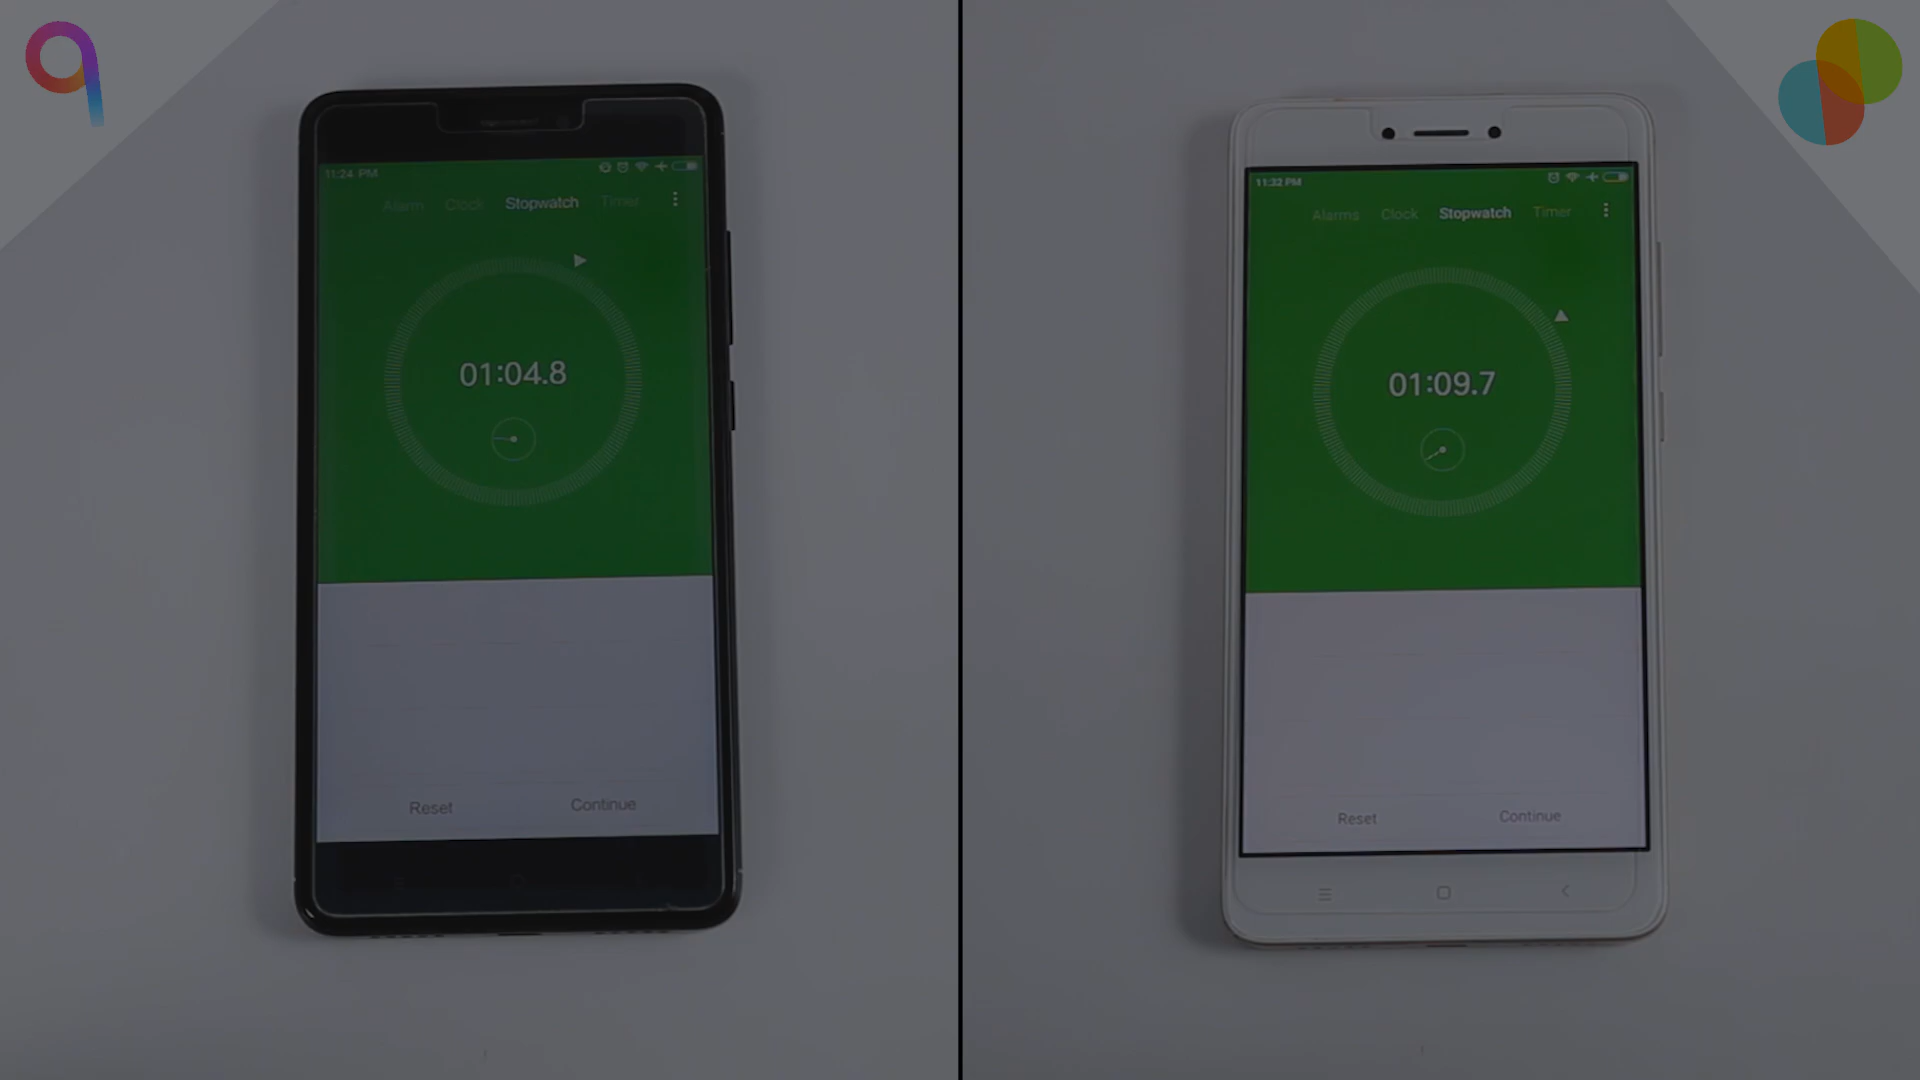 11:24 PM
Alarm Clock Stopwatch Timer
01:04.8
Reset Continue
11:32 PM
Alarms Clock Stopwatch Timer
01:09.7
Reset Continue